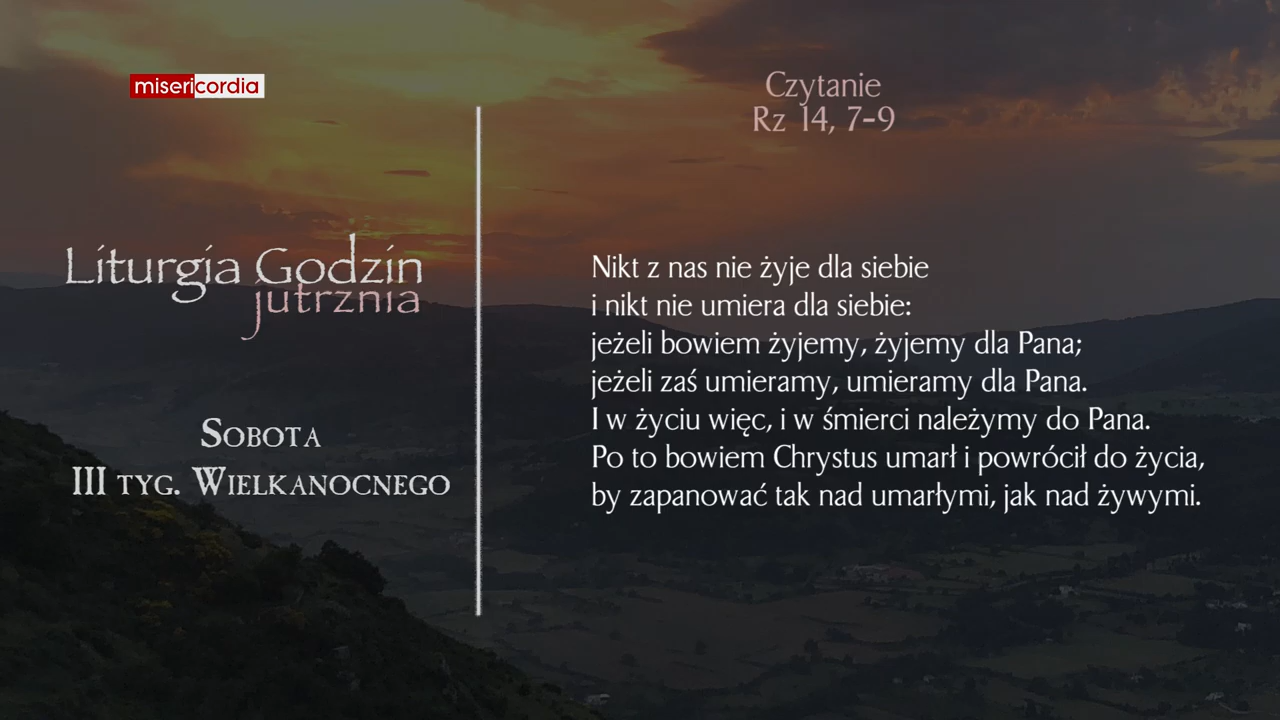 misericordia
Liturgia Godzin
jutrznia
Sobota
III tyg. Wielkanocnego
Czytanie
Rz 14, 7-9
Nikt z nas nie żyje dla siebie
i nikt nie umiera dla siebie:
jeżeli bowiem żyjemy, żyjemy dla Pana;
jeżeli zaś umieramy, umieramy dla Pana.
I w życiu więc, i w śmierci należymy do Pana.
Po to bowiem Chrystus umarł i powrócił do życia,
by zapanować tak nad umarłymi, jak nad żywymi.